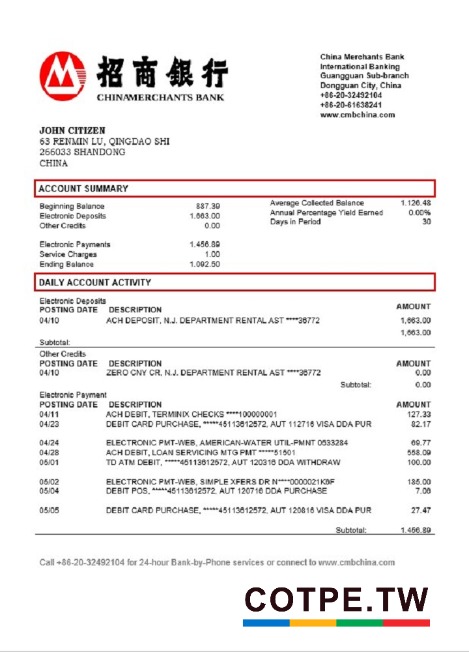 招商銀行
CHINAMERCHANTS BANK
China Merchants Bank
International Banking
Guangguan Sub-branch
Dongguan City, China
+86-20-32492104
+86-20-61638241
www.cmbchina.com
JOHN CITIZEN
63 RENMIN LU, QINGDAO SHI
266033 SHANDONG
CHINA
ACCOUNT SUMMARY
Beginning Balance 887.39
Electronic Deposits 1,663.00
Other Credits 0.00
Electronic Payments 1,456.89
Service Charges 1.00
Ending Balance 1,092.50
Average Collected Balance 1,126.48
Annual Percentage Yield Earned 0.00%
Days in Period 30
DAILY ACCOUNT ACTIVITY
Electronic Deposits
POSTING DATE DESCRIPTION AMOUNT
04/10 ACH DEPOSIT, N.J. DEPARTMENT RENTAL AST ****36772 1,663.00
1,663.00
Subtotal:
Other Credits
POSTING DATE DESCRIPTION AMOUNT
04/10 ZERO CNY CR, N.J. DEPARTMENT RENTAL AST ****36772 0.00
Subtotal: 0.00
Electronic Payment
POSTING DATE DESCRIPTION AMOUNT
04/11 ACH DEBIT, TERMINIX CHECKS ****100000001 127.33
04/23 DEBIT CARD PURCHASE, *****45113612572, AUT 112716 VISA DDA PUR 82.17
04/24 ELECTRONIC PMT-WEB, AMERICAN-WATER UTIL-PMNT 0533284 69.77
04/28 ACH DEBIT, LOAN SERVICING MTG PMT *****51501 858.09
05/01 TD ATM DEBIT, *****45113612572, AUT 120316 DDA WITHDRAW 100.00
05/02 ELECTRONIC PMT-WEB, SIMPLE XFERS DR N****0000021K6F 185.00
05/04 DEBIT POS, *****45113612572, AUT 120716 DDA PURCHASE 7.06
05/05 DEBIT CARD PURCHASE, *****45113612572, AUT 120816 VISA DDA PUR 27.47
Subtotal: 1,456.89
Call +86-20-32492104 for 24-hour Bank-by-Phone services or connect to www.cmbchina.com
COTPE.TW